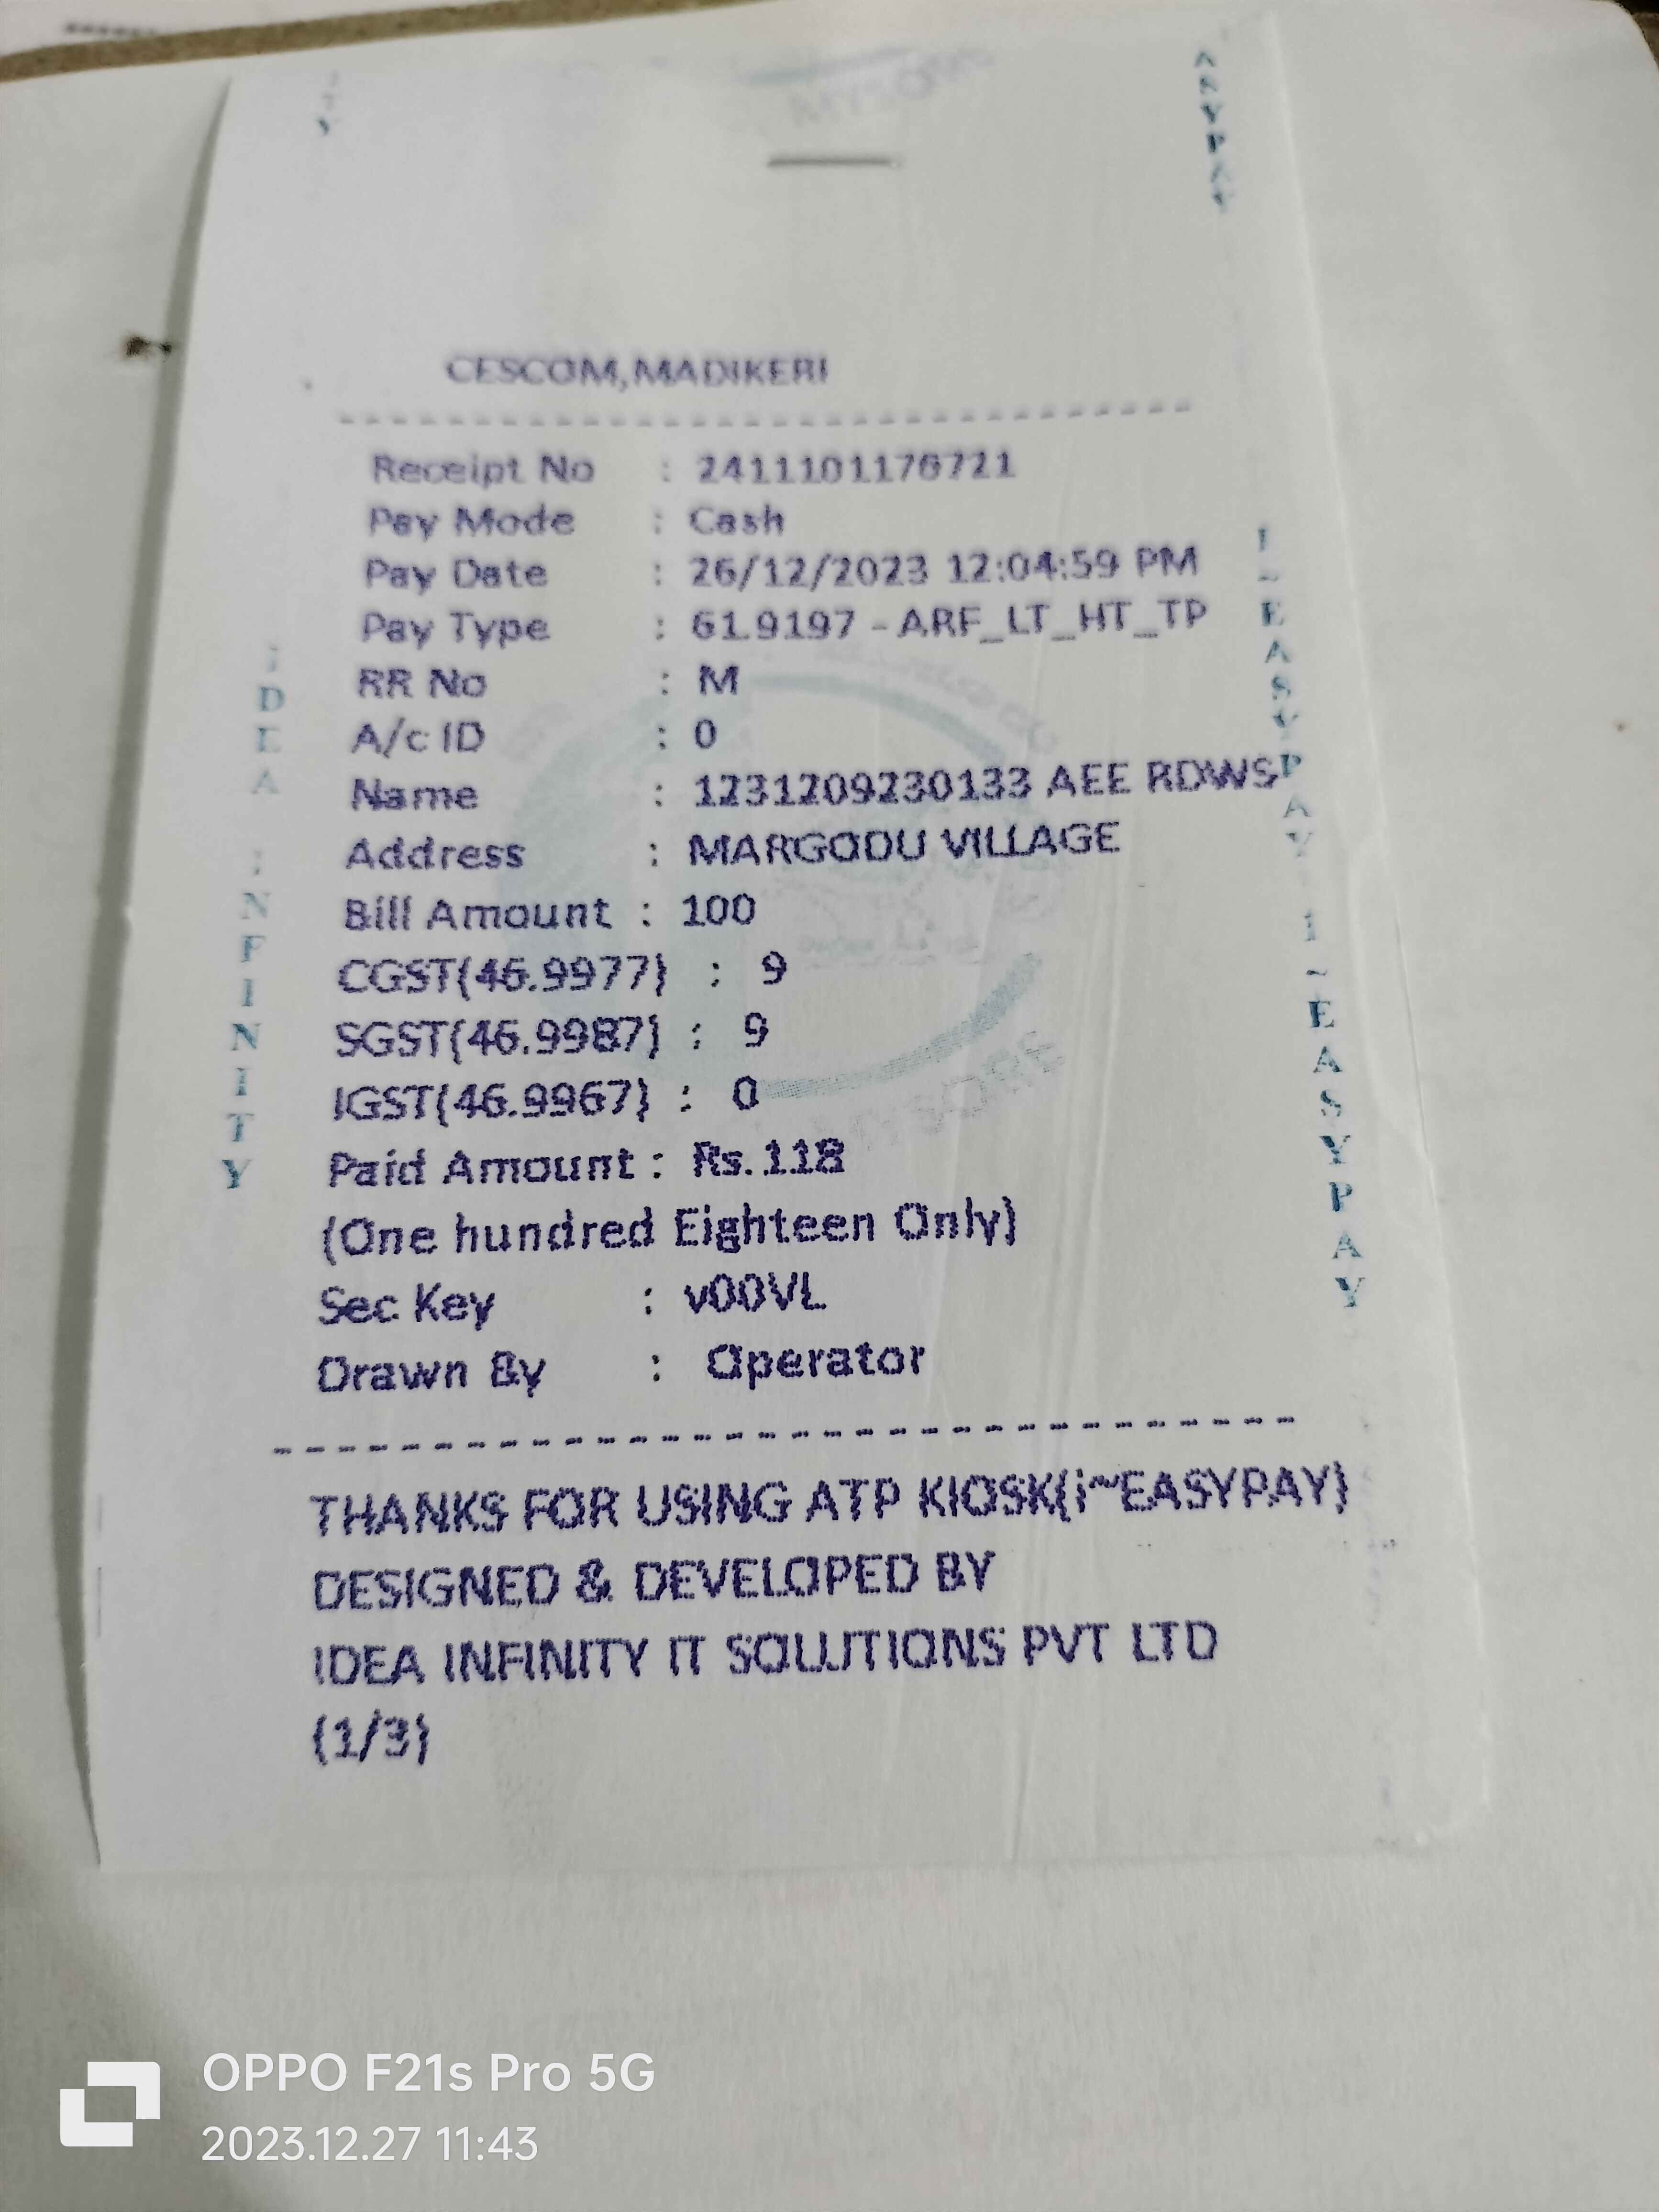 CESCOM,MADIKERI
Receipt No : 2411101176721
Pay Mode : Cash
Pay Date : 26/12/2023 12:04:59 PM
Pay Type : 61.9197 - ARF_LT_HT_TP
RR No : M
A/c ID : 0
Name : 1231209230133 AEE RDWS
Address : MARGODU VILLAGE
Bill Amount : 100
CGST(46.9977) : 9
SGST(46.9987) : 9
IGST(46.9967) : 0
Paid Amount : Rs. 118
(One hundred Eighteen Only)
Sec Key : v00VL
Drawn By : Operator
THANKS FOR USING ATP KIOSK(i~EASYPAY)
DESIGNED & DEVELOPED BY
IDEA INFINITY IT SOLUTIONS PVT LTD
(1/3)
IDEA INFINITY
ASYPAY
I~EASYPAY I~EASYPAY
OPPO F21s Pro 5G
2023.12.27 11:43